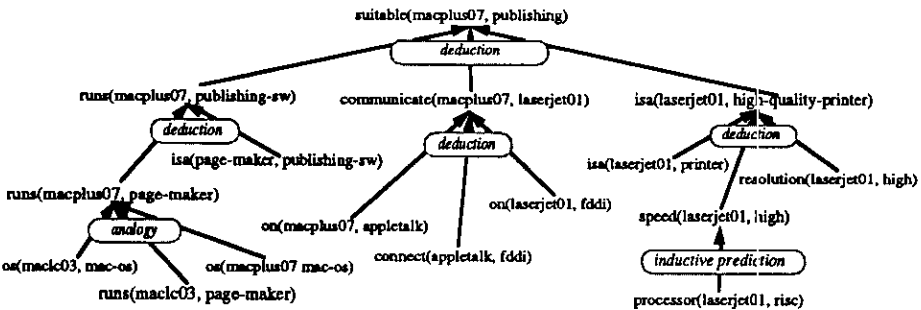 suitable(macplus07, publishing)
deduction
runs(macplus07, publishing-sw)
communicate(macplus07, laserjet01)
isa(laserjet01, high-quality-printer)
deduction
deduction
deduction
isa(page-maker, publishing-sw)
isa(laserjet01, printer)
resolution(laserjet01, high)
runs(macplus07, page-maker)
on(laserjet01, fddi)
speed(laserjet01, high)
on(macplus07, appletalk)
analogy
connect(appletalk, fddi)
os(maclc03, mac-os)
os(macplus07 mac-os)
inductive prediction
runs(maclc03, page-maker)
processor(laserjet01, risc)